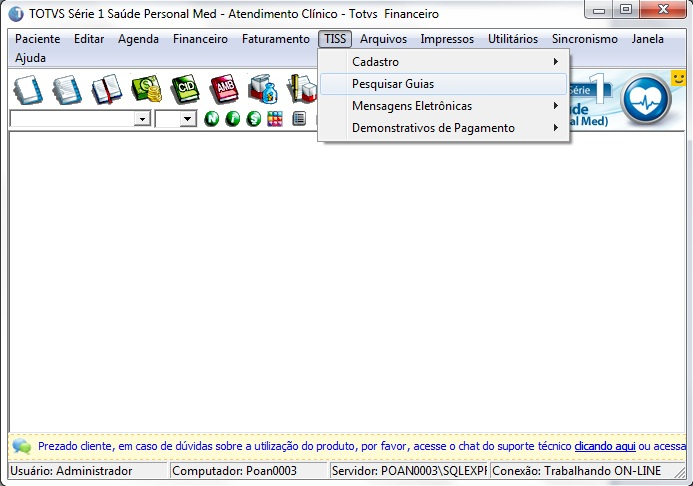 TOTVS Série 1 Saúde Personal Med - Atendimento Clínico - Totvs  Financeiro
Paciente Editar Agenda Financeiro Faturamento TISS Arquivos Impressos Utilitários Sincronismo Janela
Ajuda
Cadastro
Pesquisar Guias
Mensagens Eletrônicas
Demonstrativos de Pagamento
CID
AMB
Série 1
de
al Med)
N I S
Prezado cliente, em caso de dúvidas sobre a utilização do produto, por favor, acesse o chat do suporte técnico clicando aqui ou acessa
Usuário: Administrador Computador: Poan0003 Servidor: POAN0003\SQLEXPF Conexão: Trabalhando ON-LINE